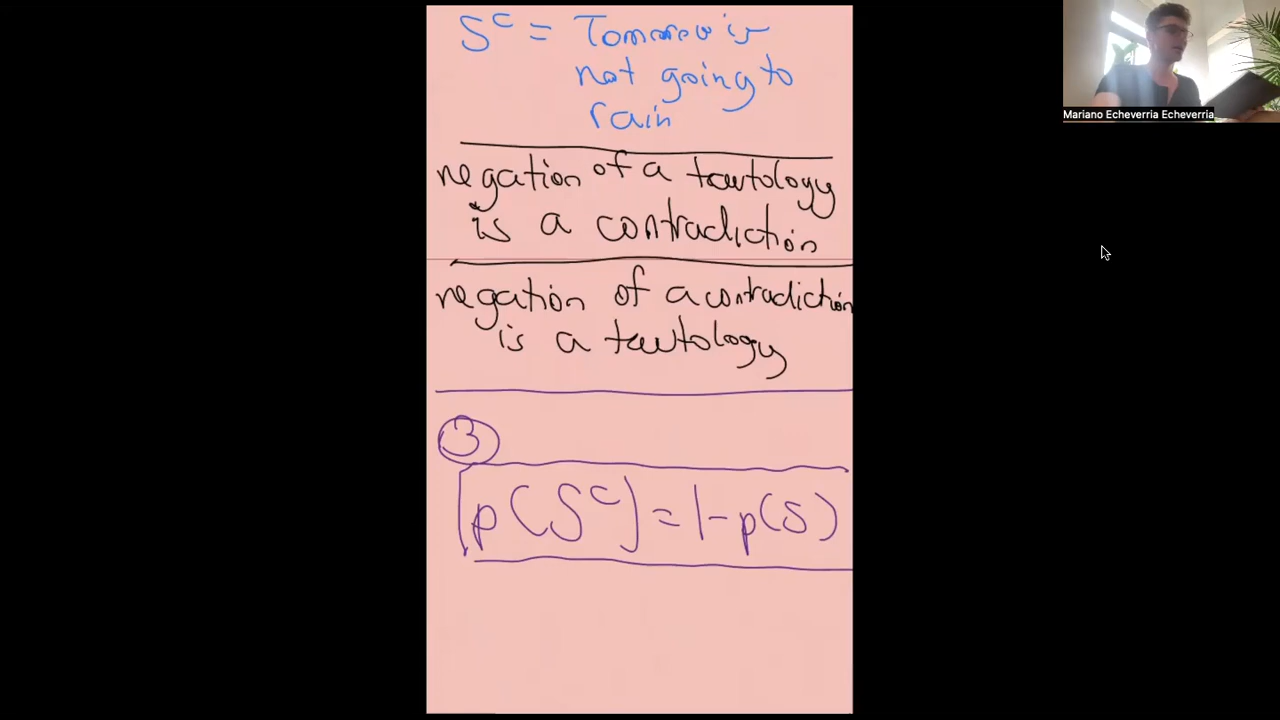 S^c = Tomorrow is
not going to
rain
negation of a tautology
is a contradiction
negation of a contradiction
is a tautology
3
p(S^c) = 1-p(S)
Mariano Echeverria Echeverria